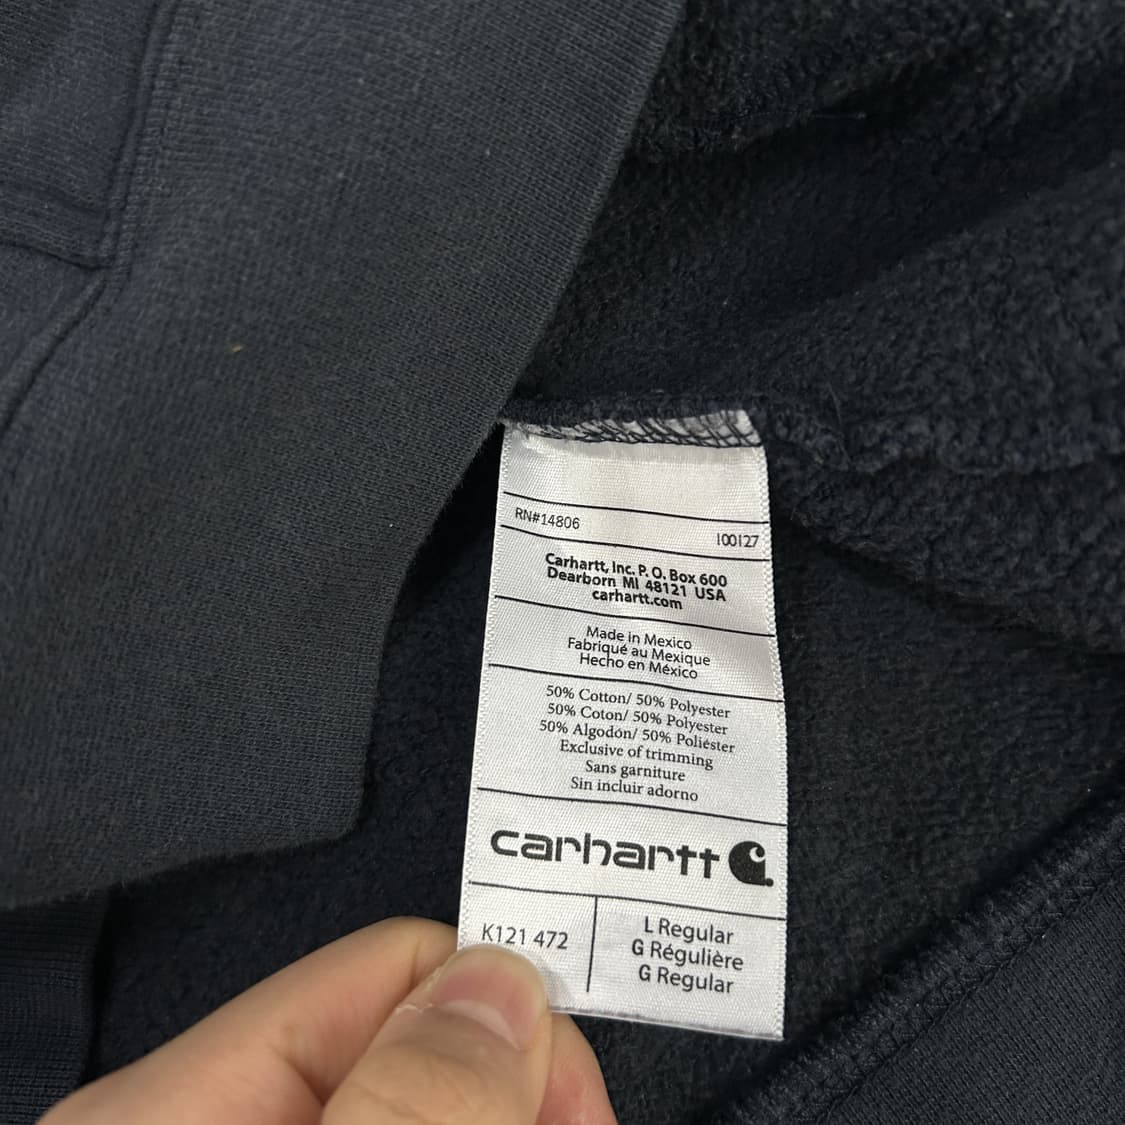 RN#14806
100127
Carhartt, Inc. P. O. Box 600
Dearborn MI 48121 USA
carhartt.com
Made in Mexico
Fabriqué au Mexique
Hecho en México
50% Cotton/ 50% Polyester
50% Coton/ 50% Polyester
50% Algodón/ 50% Poliéster
Exclusive of trimming
Sans garniture
Sin incluir adorno
carhartt
K121 472
L Regular
G Régulière
G Regular